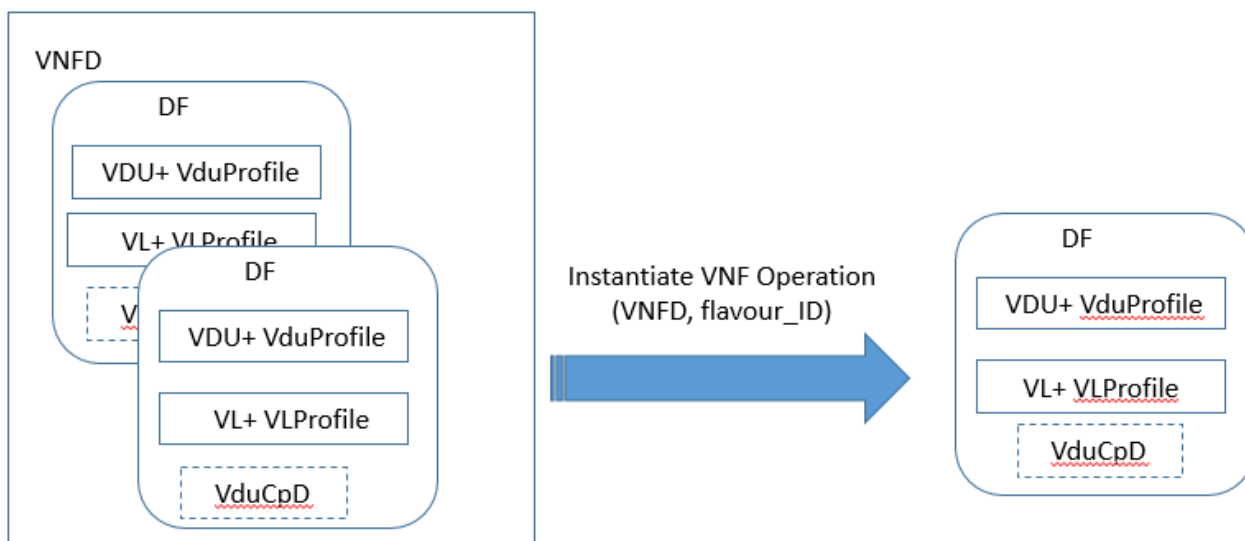 VNFD
DF
VDU+ VduProfile
VL+ VLProfile
DF
VDU+ VduProfile
VL+ VLProfile
VduCpD
Instantiate VNF Operation
(VNFD, flavour_ID)
DF
VDU+ VduProfile
VL+ VLProfile
VduCpD